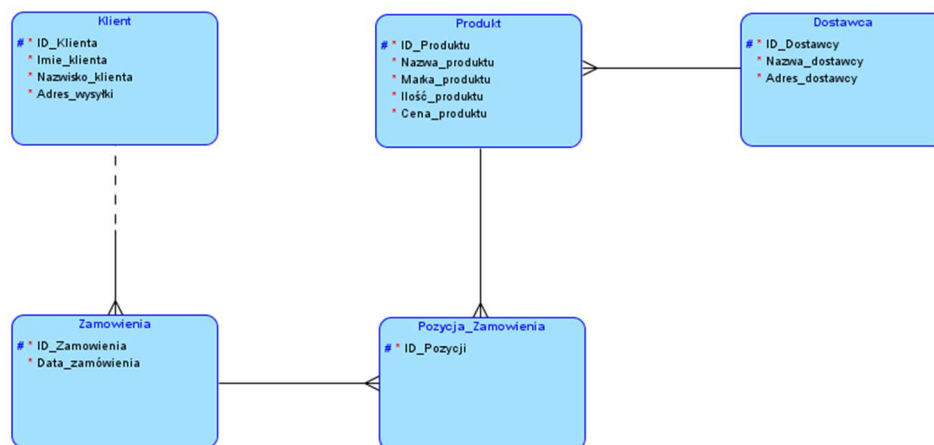 Klient
# * ID_Klienta
* Imie_klienta
* Nazwisko_klienta
* Adres_wysyłki
Produkt
# * ID_Produktu
* Nazwa_produktu
* Marka_produktu
* Ilość_produktu
* Cena_produktu
Dostawca
# * ID_Dostawcy
* Nazwa_dostawcy
* Adres_dostawcy
Zamowienia
# * ID_Zamowienia
* Data_zamówienia
Pozycja_Zamowienia
# * ID_Pozycji